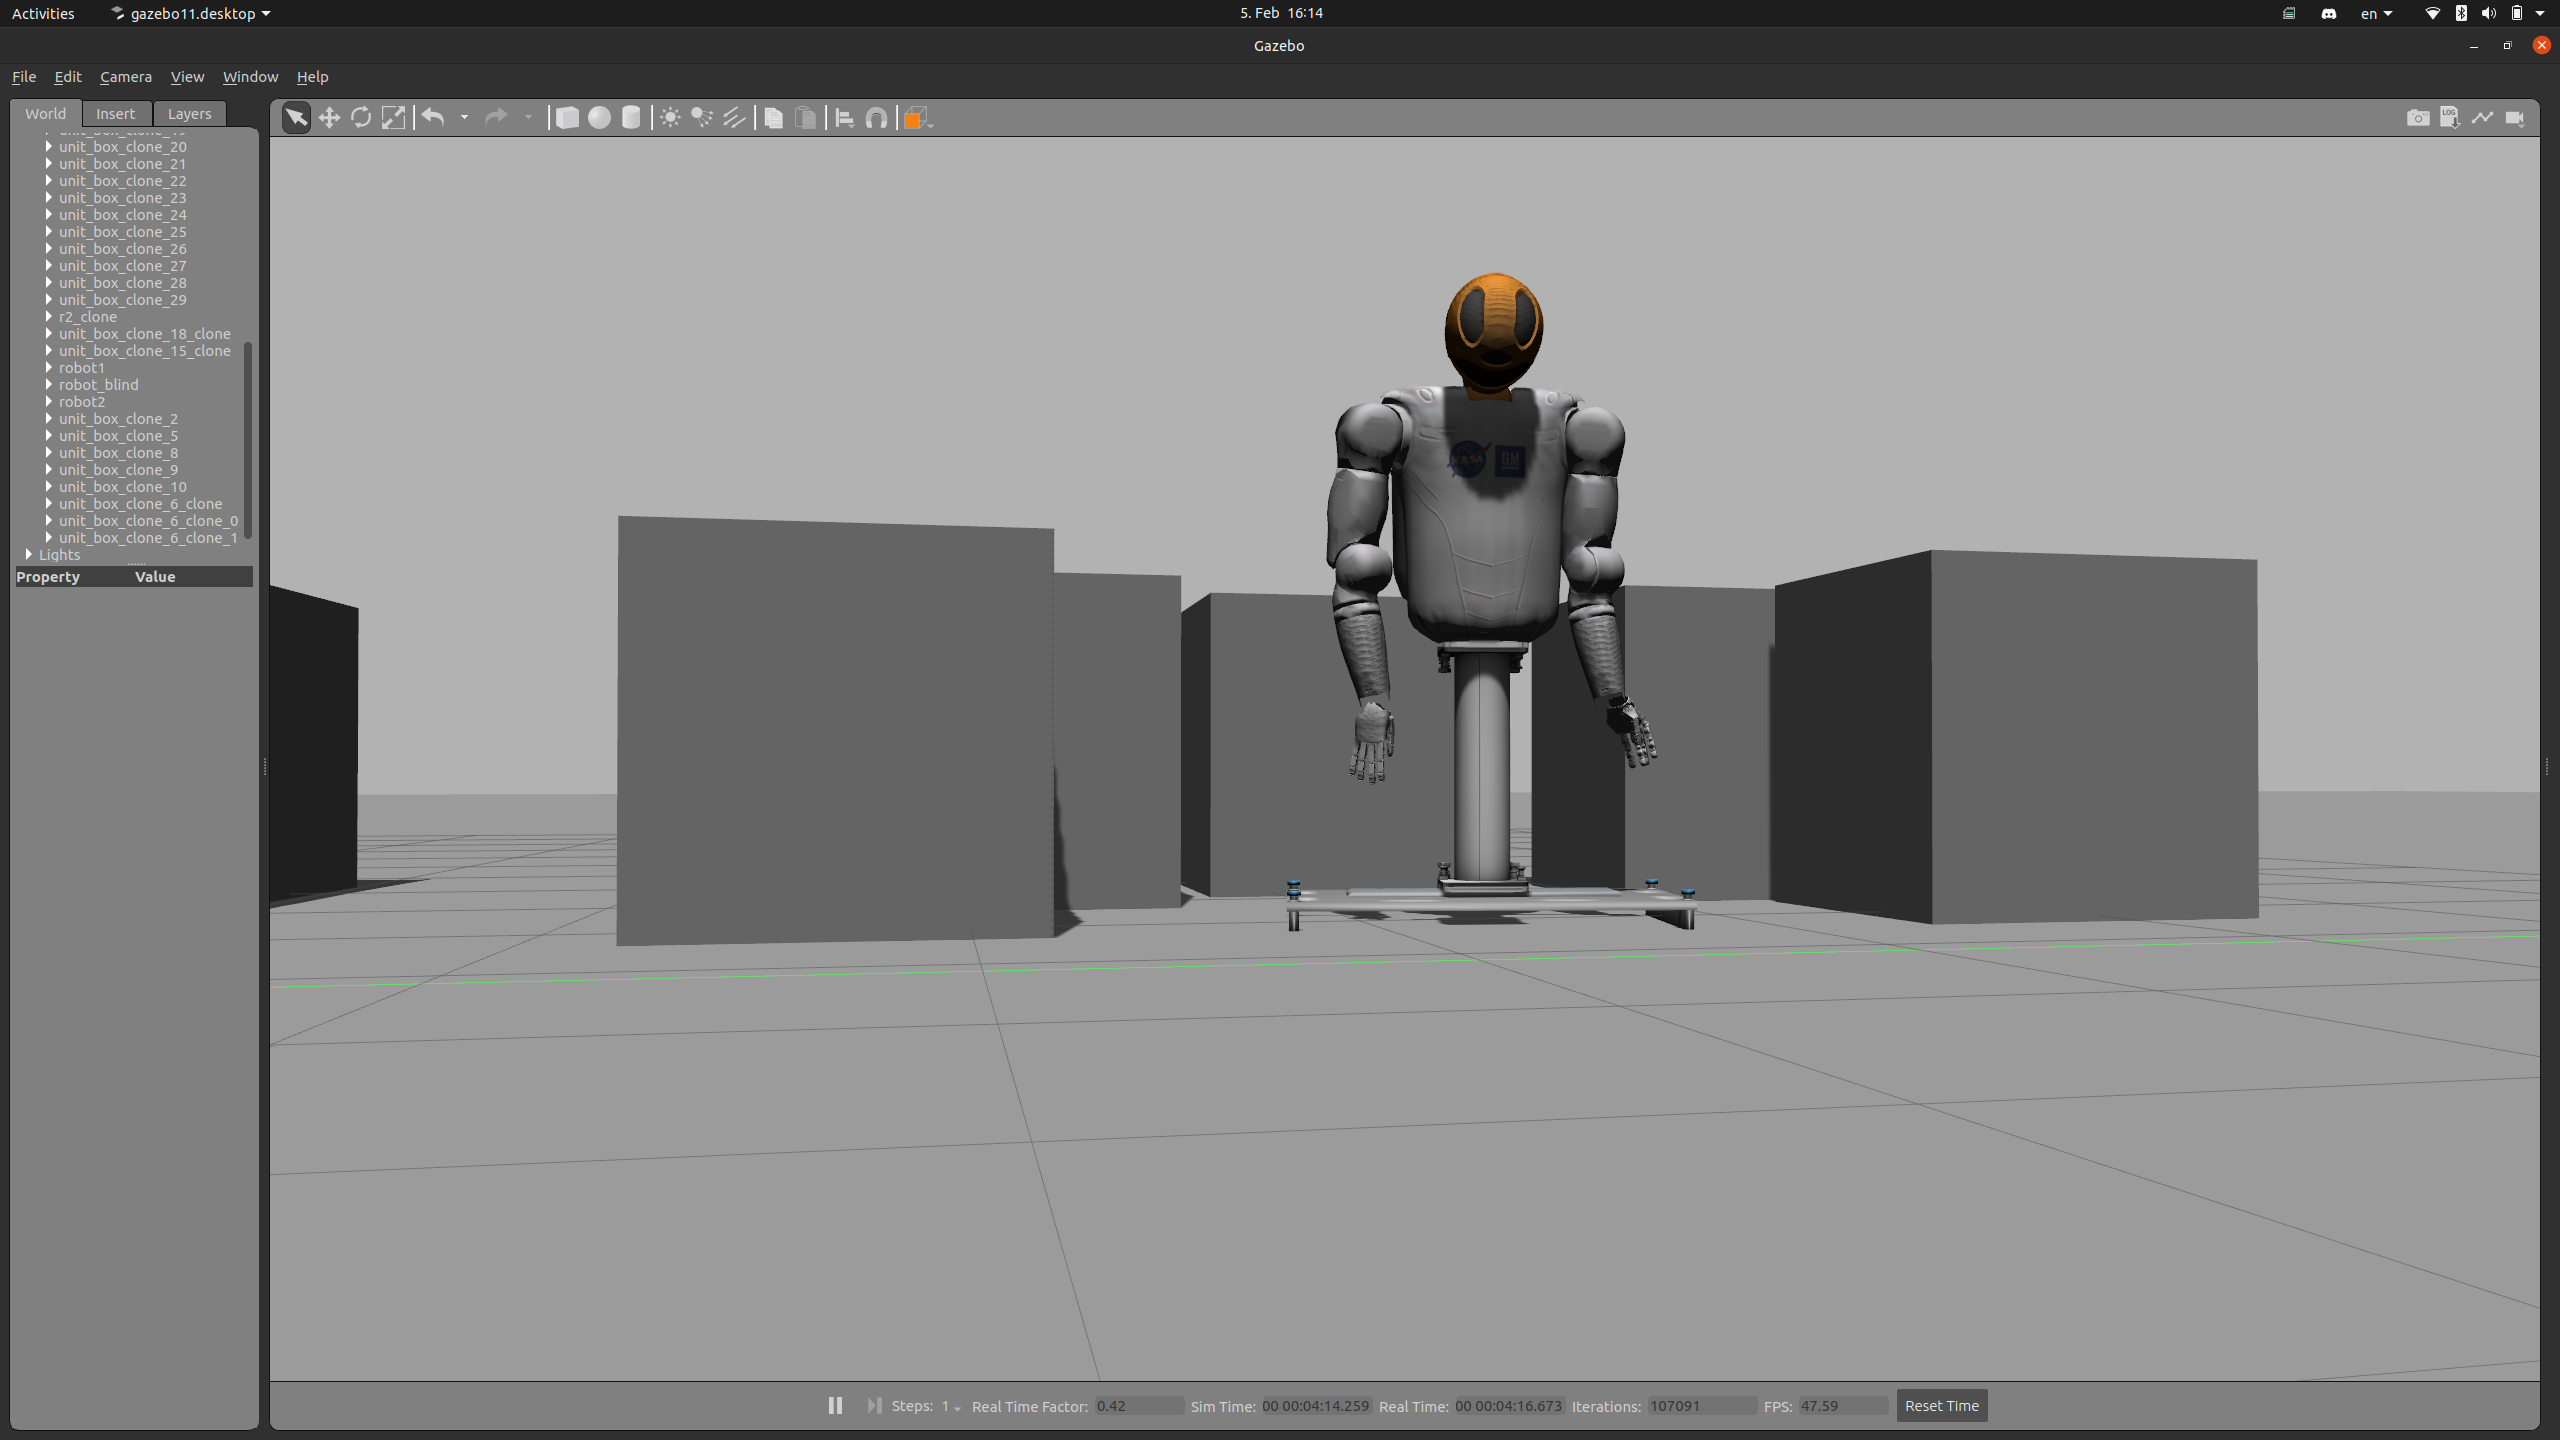 Activities gazebo11.desktop 5. Feb 16:14 en
Gazebo
File Edit Camera View Window Help
World Insert Layers
unit_box_clone_20
unit_box_clone_21
unit_box_clone_22
unit_box_clone_23
unit_box_clone_24
unit_box_clone_25
unit_box_clone_26
unit_box_clone_27
unit_box_clone_28
unit_box_clone_29
r2_clone
unit_box_clone_18_clone
unit_box_clone_15_clone
robot1
robot_blind
robot2
unit_box_clone_2
unit_box_clone_5
unit_box_clone_8
unit_box_clone_9
unit_box_clone_10
unit_box_clone_6_clone
unit_box_clone_6_clone_0
unit_box_clone_6_clone_1
Lights
Property Value
LOG
NASA GM
Steps: 1 Real Time Factor: 0.42 Sim Time: 00 00:04:14.259 Real Time: 00 00:04:16.673 Iterations: 107091 FPS: 47.59 Reset Time